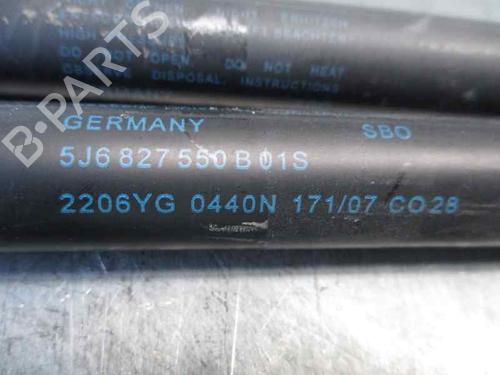 HIGH
DO NOT OPEN DO NOT HEAT
DISPOSAL INSTRUCTIONS
GERMANY SBO
5J6 827 550 B 01S
2206YG 0440N 171/07 CO28
B-PARTS